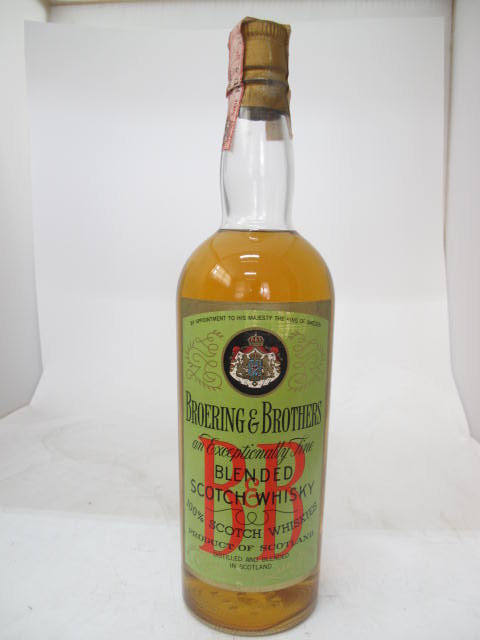 BY APPOINTMENT TO HIS MAJESTY THE KING OF SWEDEN
BROERING & BROTHERS
an Exceptionally Fine
B&B
BLENDED
SCOTCH WHISKY
100% SCOTCH WHISKIES
PRODUCT OF SCOTLAND
DISTILLED AND BLENDED
IN SCOTLAND